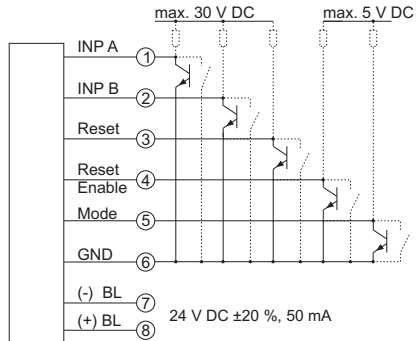 max. 30 V DC
max. 5 V DC
INP A
1
INP B
2
Reset
3
Reset
Enable
4
Mode
5
GND
6
(-) BL
7
(+) BL
8
24 V DC ±20 %, 50 mA